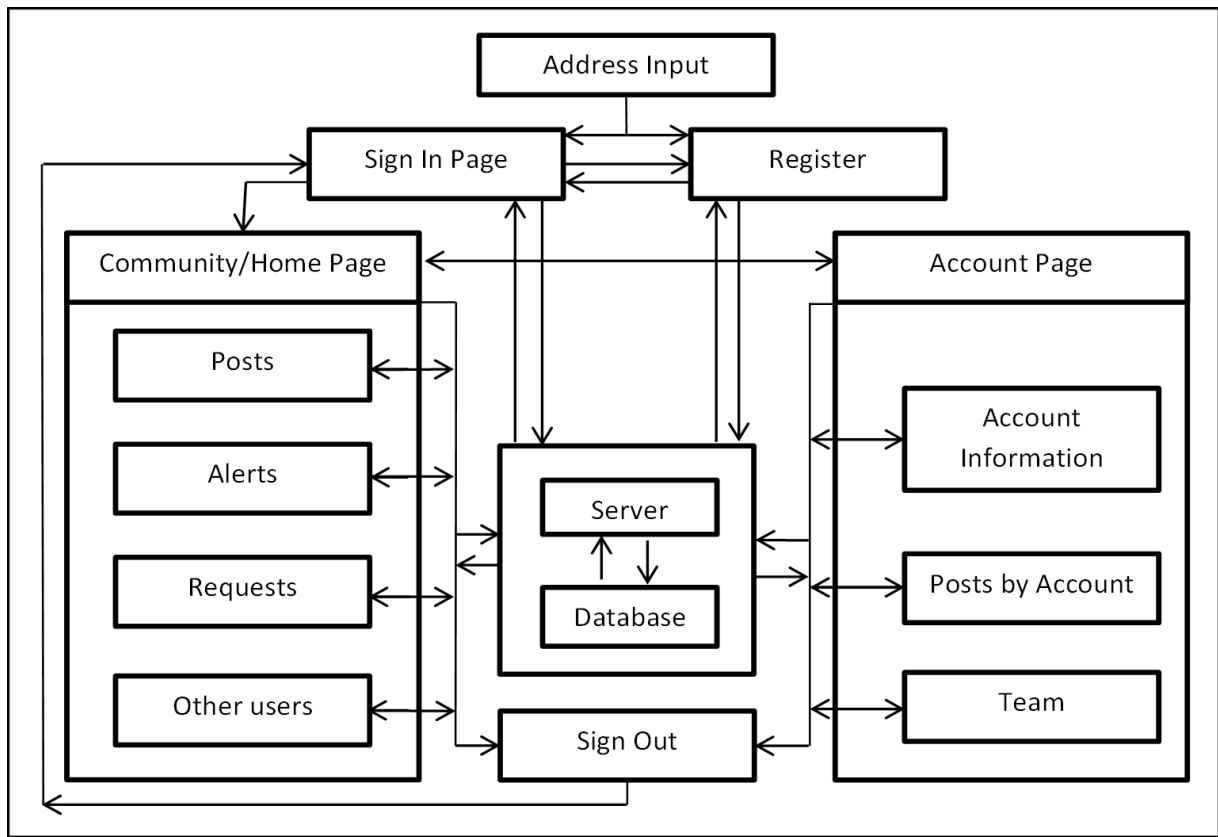 Address Input
Sign In Page
Register
Community/Home Page
Account Page
Posts
Alerts
Requests
Other users
Server
Database
Sign Out
Account
Information
Posts by Account
Team